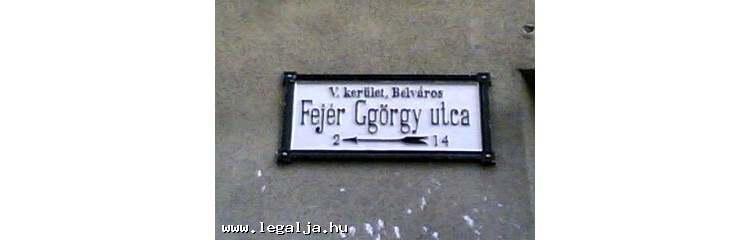 V. kerület, Belváros
Fejér Ggörgy utca
2 14
www.legalja.hu